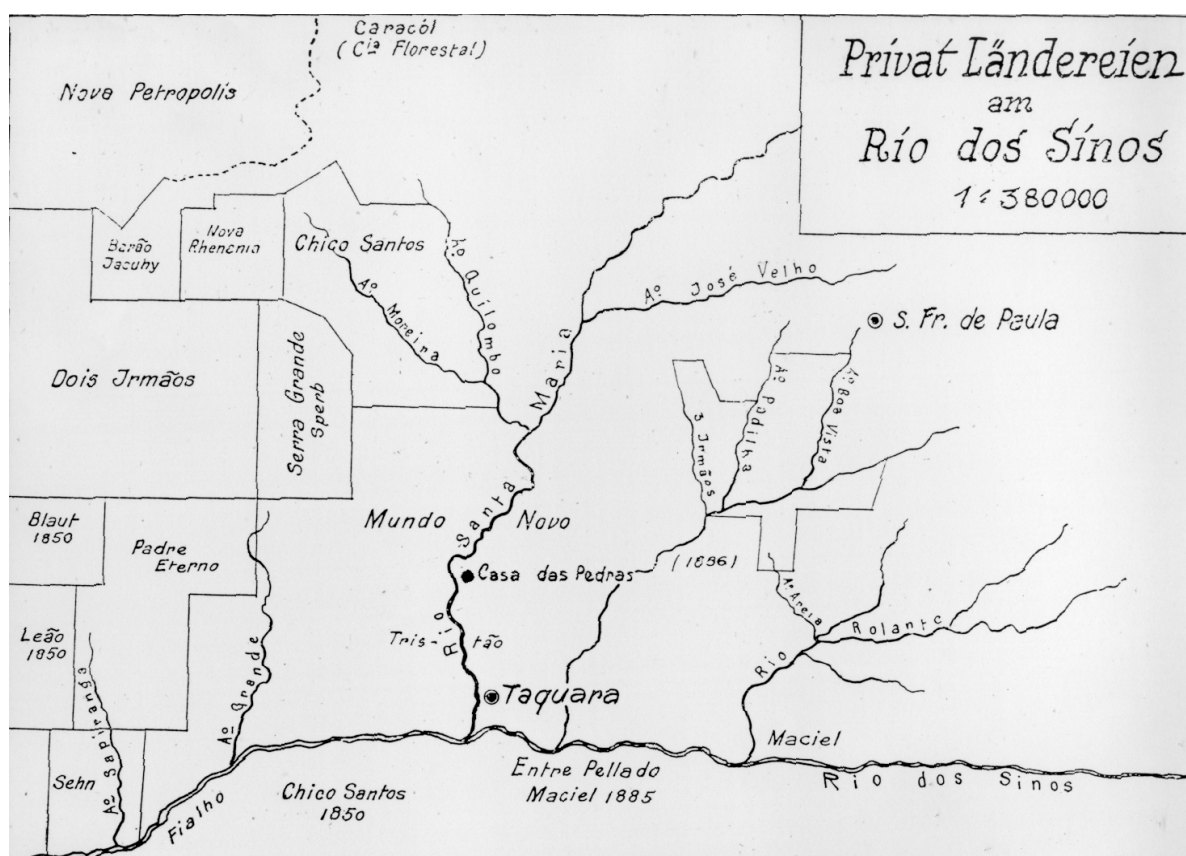 Caracól
(Cia Florestal)
Privat Ländereien
am
Río dos Sínos
1:380000
Nova Petropolis
Barão
Jacuhy
Nova
Rhenania
Chico Santos
Aº Quilombo
Aº Moreira
Aº José Velho
S. Fr. de Paula
Dois Jrmãos
Serra Grande
Sperb
3 Jrmãos
Aº Padilha
Aº Boa Vista
Rio Santa Maria
Mundo Novo
Blaut
1850
Padre
Eterno
Casa das Pedras
(1896)
Aº Areia
Rio Rolante
Leão
1850
Tris-tão
Aº Grande
Aº Sapiranga
Taquara
Maciel
Sehn
Fialho
Chico Santos
1850
Entre Pellado
Maciel 1885
Rio dos Sinos